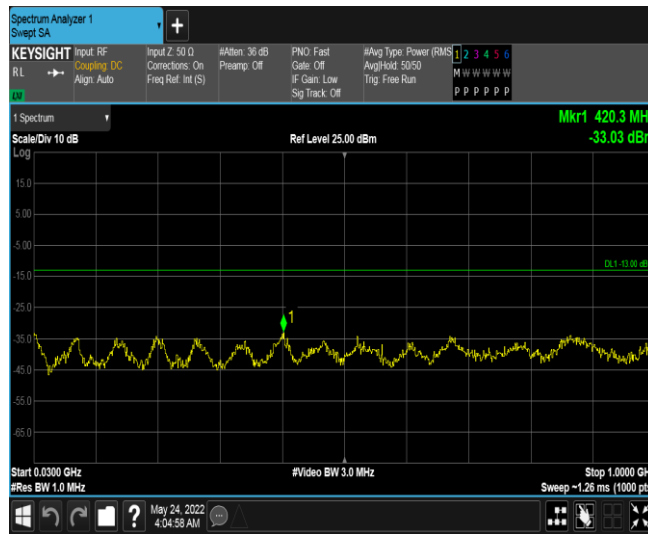 Spectrum Analyzer 1
Swept SA
+
KEYSIGHT
RL
Input: RF
Coupling: DC
Align: Auto
Input Z: 50 Ω
Corrections: On
Freq Ref: Int (S)
#Atten: 36 dB
Preamp: Off
PNO: Fast
Gate: Off
IF Gain: Low
Sig Track: Off
#Avg Type: Power (RMS
Avg|Hold: 50/50
Trig: Free Run
1 2 3 4 5 6
M W W W W W
P P P P P P
1 Spectrum
Scale/Div 10 dB
Ref Level 25.00 dBm
Mkr1 420.3 MH
-33.03 dBr
Log
15.0
5.00
-5.00
DL1 -13.00 dB
-15.0
-25.0
1
-35.0
-45.0
-55.0
-65.0
Start 0.0300 GHz
#Video BW 3.0 MHz
Stop 1.0000 GH
#Res BW 1.0 MHz
Sweep ~1.26 ms (1000 pts
?
May 24, 2022
4:04:58 AM